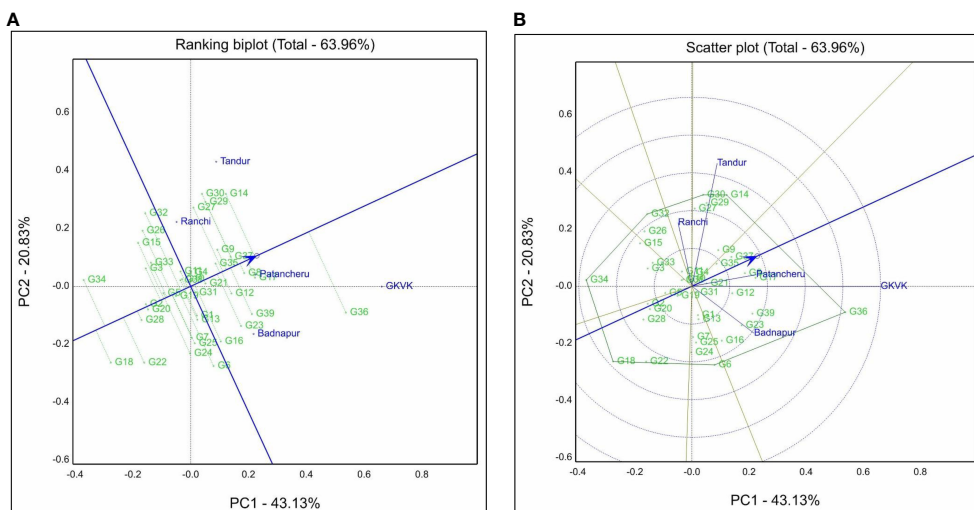 A
Ranking biplot (Total - 63.96%)
PC2 - 20.83%
0.6
0.4
0.2
-0.0
-0.2
-0.4
-0.6
Tandur
G30
G14
G29
G27
G32
Ranchi
G26
G15
G9
G33
G35
G3
Patancheru
G34
G21
GKVK
G31
G12
G20
G28
G1
G13
G39
G36
G23
Badnapur
G7
G25
G16
G24
G18
G22
G6
-0.4
-0.2
-0.0
0.2
0.4
0.6
0.8
PC1 - 43.13%
B
Scatter plot (Total - 63.96%)
PC2 - 20.83%
0.6
0.4
0.2
-0.0
-0.2
-0.4
-0.6
Tandur
G30
G14
G29
G27
G32
Ranchi
G26
G15
G9
G33
G35
G3
Patancheru
G34
G21
GKVK
G31
G12
G20
G28
G1
G13
G39
G36
G23
Badnapur
G7
G25
G16
G24
G18
G22
G6
-0.4
-0.2
-0.0
0.2
0.4
0.6
0.8
PC1 - 43.13%